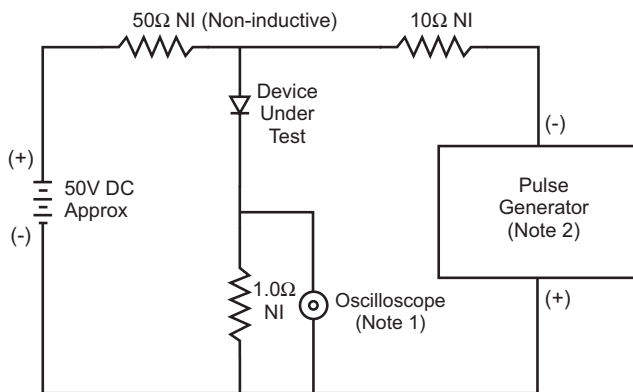 50Ω NI (Non-inductive)
10Ω NI
Device
Under
Test
(+)
50V DC
Approx
(-)
1.0Ω
NI
Oscilloscope
(Note 1)
(-)
Pulse
Generator
(Note 2)
(+)